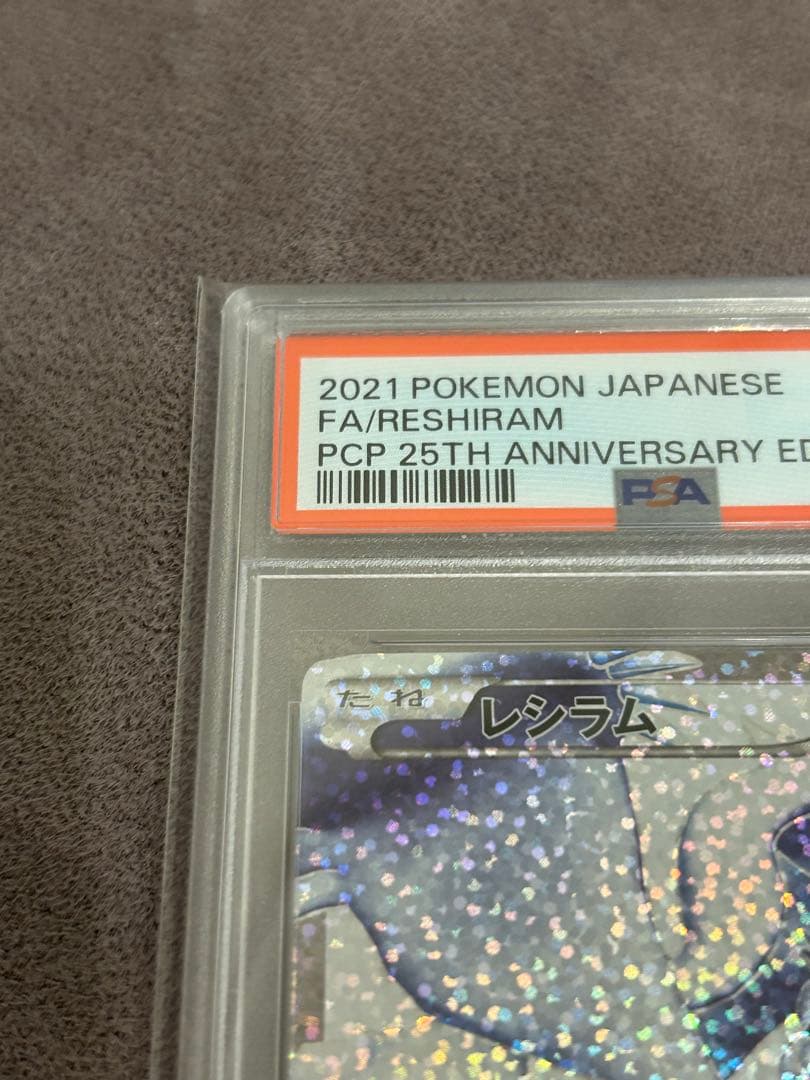 2021 POKEMON JAPANESE
FA/RESHIRAM
PCP 25TH ANNIVERSARY ED
PSA
たね レシラム